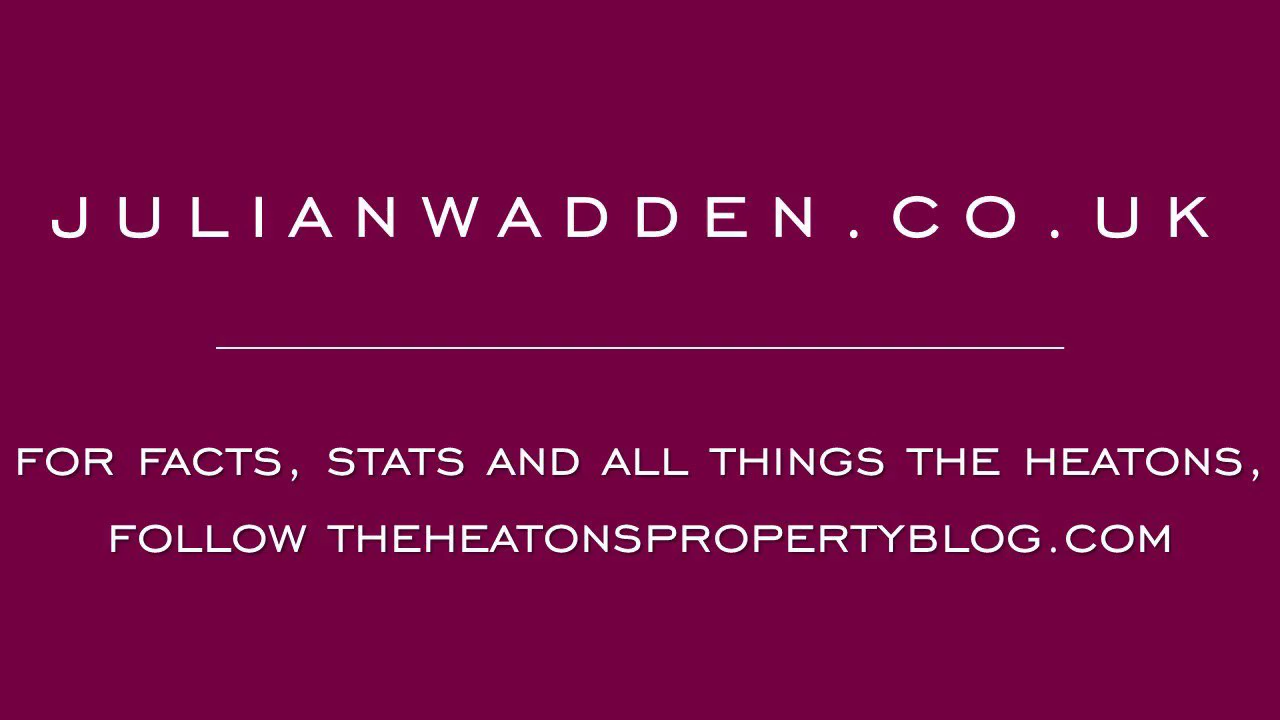 JULIANWADDEN.CO.UK
FOR FACTS, STATS AND ALL THINGS THE HEATONS,
FOLLOW THEHEATONSPROPERTYBLOG.COM